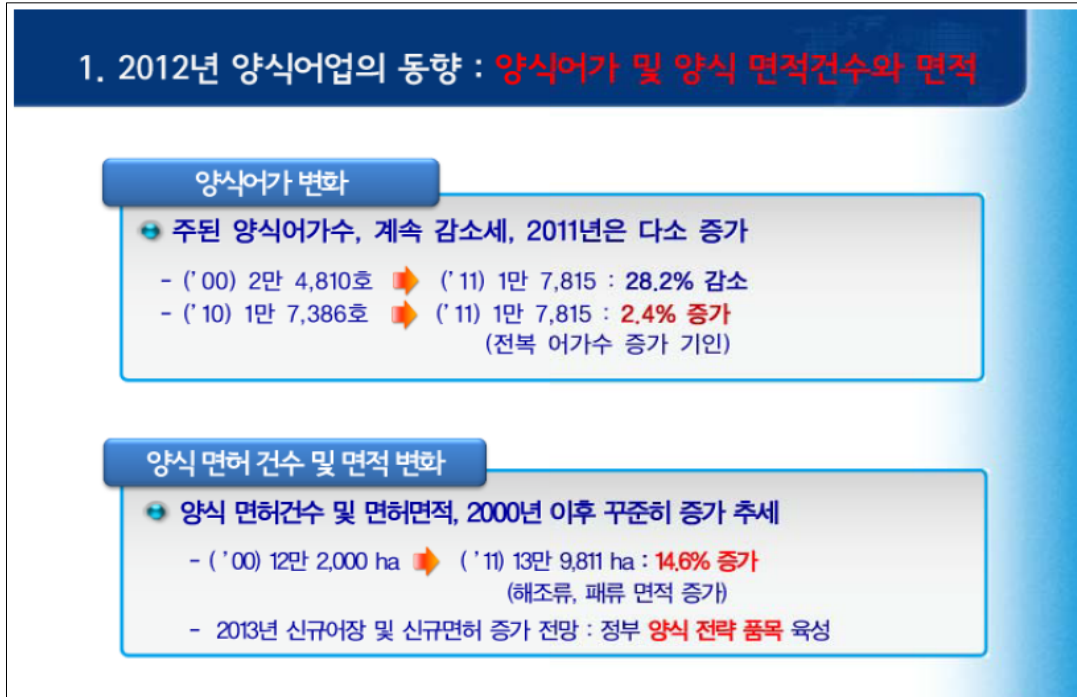 1. 2012년 양식어업의 동향 : 양식어가 및 양식 면적건수와 면적
양식어가 변화
주된 양식어가수, 계속 감소세, 2011년은 다소 증가
- ('00) 2만 4,810호 ('11) 1만 7,815 : 28.2% 감소
- ('10) 1만 7,386호 ('11) 1만 7,815 : 2.4% 증가
(전복 어가수 증가 기인)
양식 면허 건수 및 면적 변화
양식 면허건수 및 면허면적, 2000년 이후 꾸준히 증가 추세
- ( '00) 12만 2,000 ha ( '11) 13만 9,811 ha : 14.6% 증가
(해조류, 패류 면적 증가)
- 2013년 신규어장 및 신규면허 증가 전망 : 정부 양식 전략 품목 육성